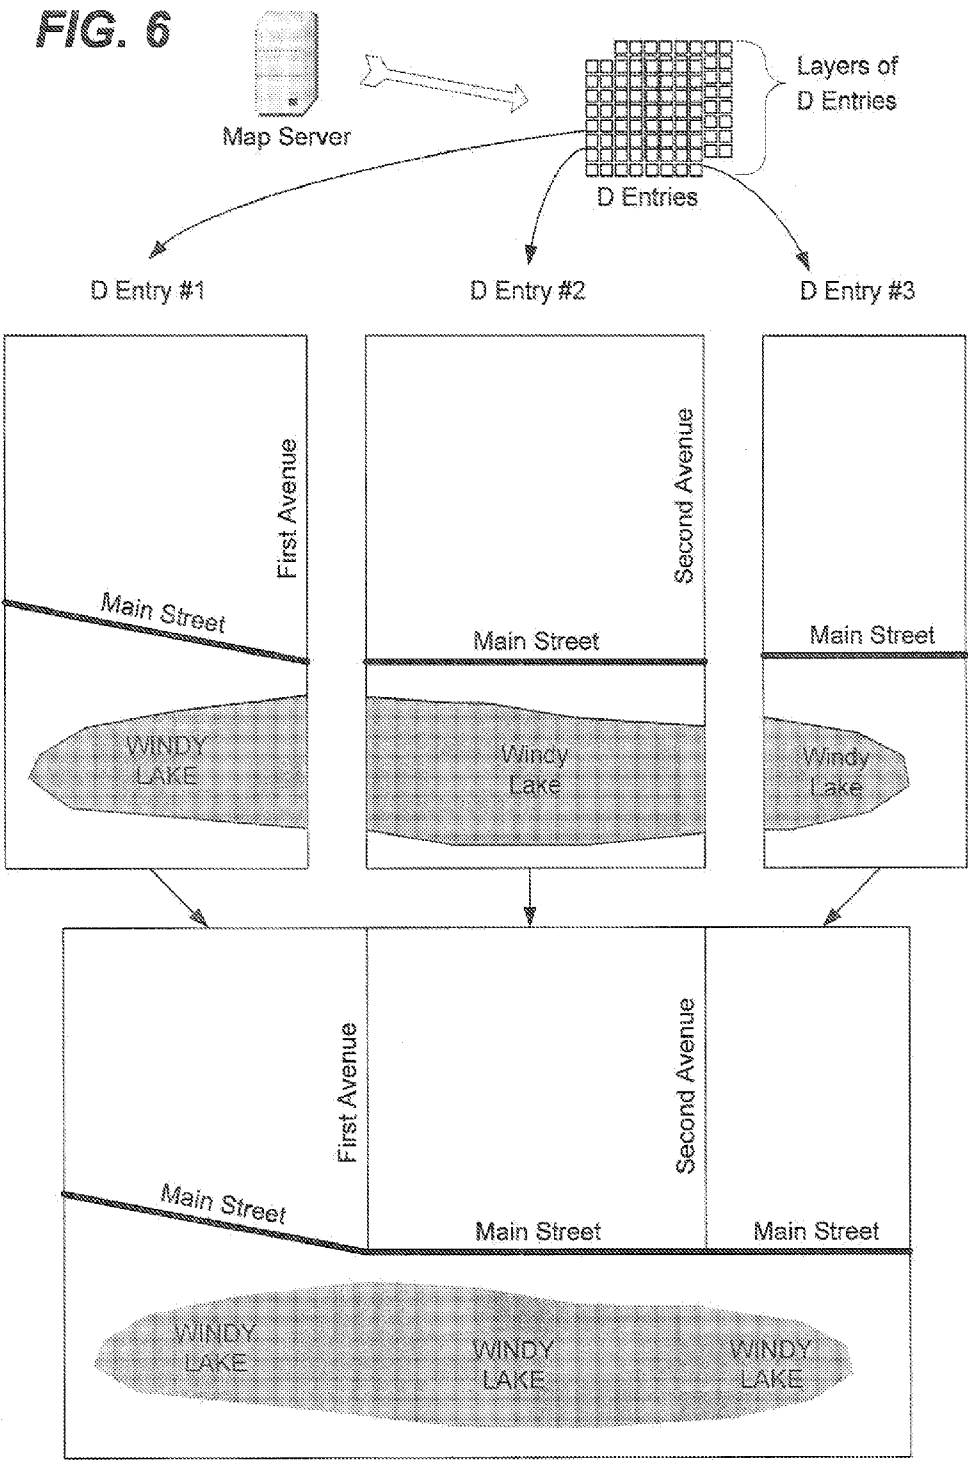 FIG. 6
Map Server
Layers of
D Entries
D Entries
D Entry #1
D Entry #2
D Entry #3
First Avenue
Main Street
WINDY
LAKE
Second Avenue
Main Street
Windy
Lake
Main Street
Windy
Lake
First Avenue
Second Avenue
Main Street
Main Street
Main Street
WINDY
LAKE
WINDY
LAKE
WINDY
LAKE